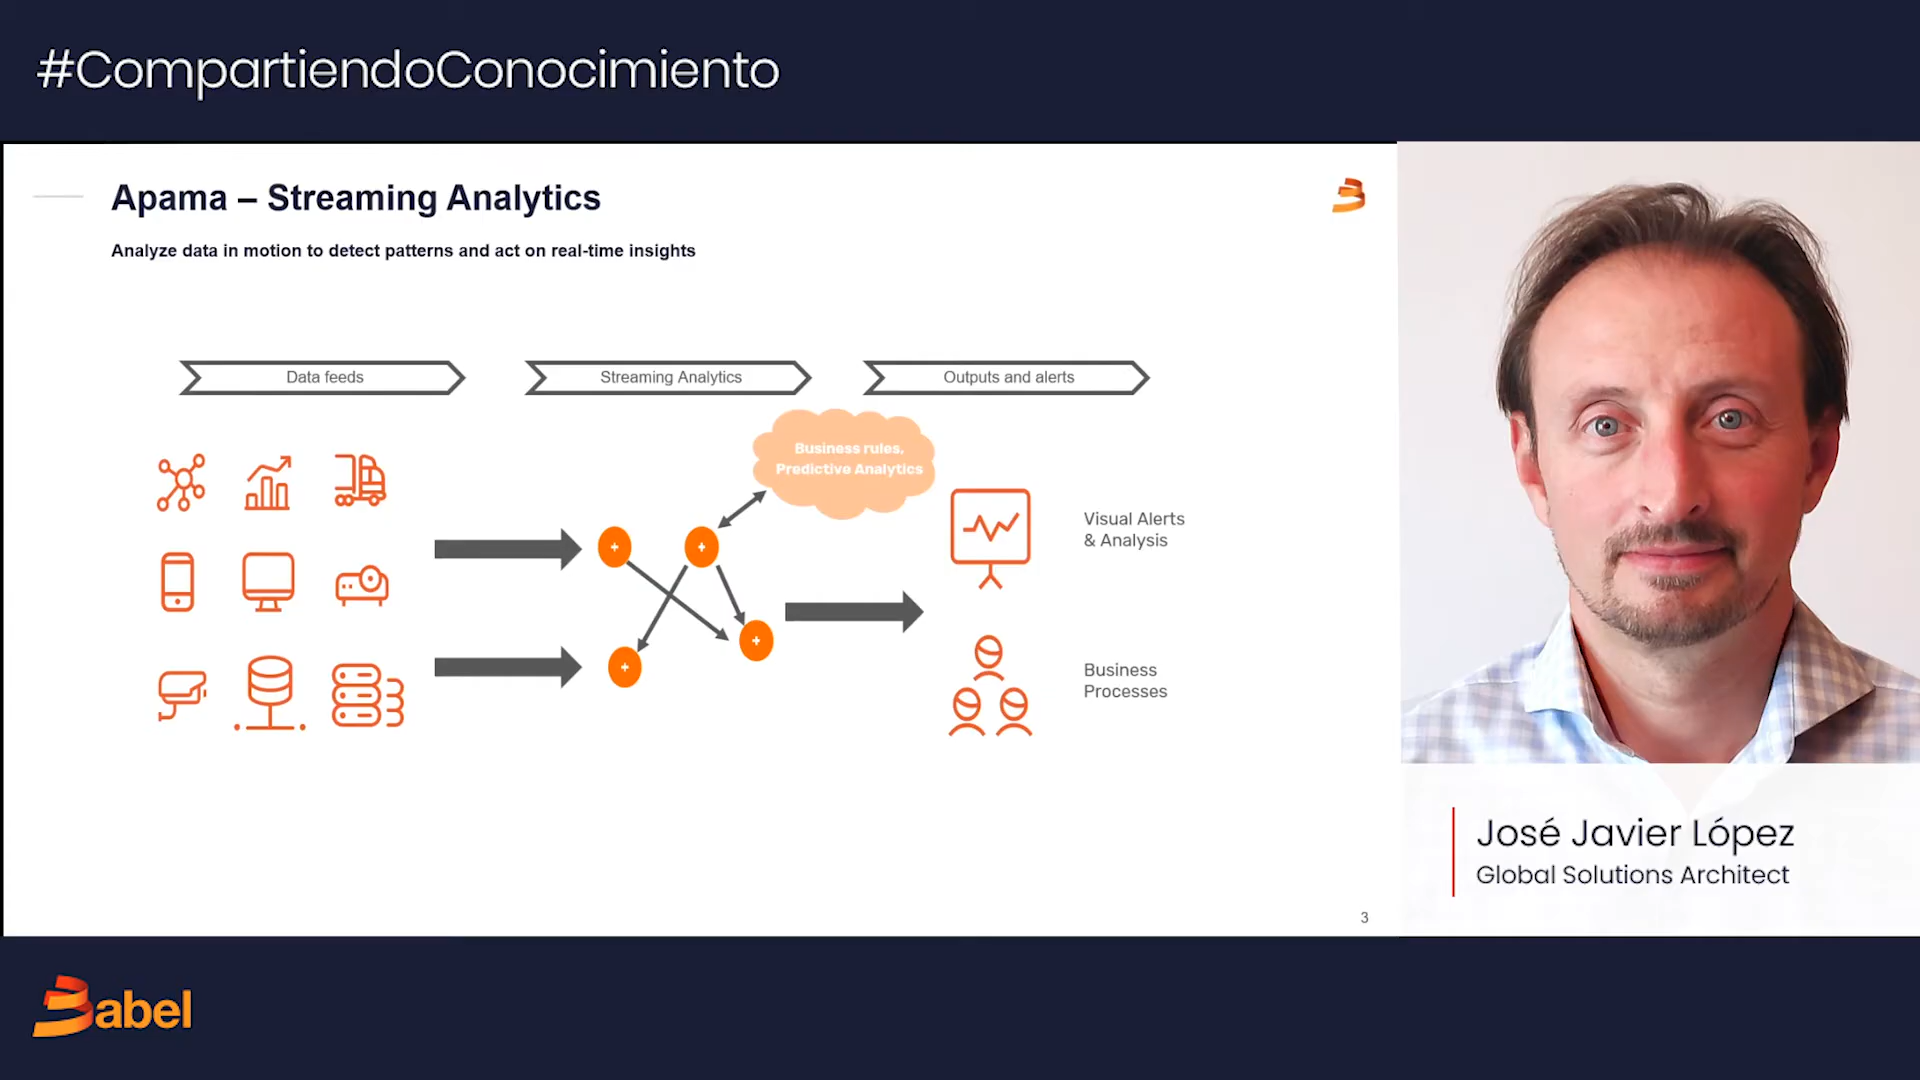 #CompartiendoConocimiento
Apama – Streaming Analytics
Analyze data in motion to detect patterns and act on real-time insights
Data feeds
Streaming Analytics
Outputs and alerts
Business rules,
Predictive Analytics
Visual Alerts
& Analysis
Business
Processes
3
José Javier López
Global Solutions Architect
Babel